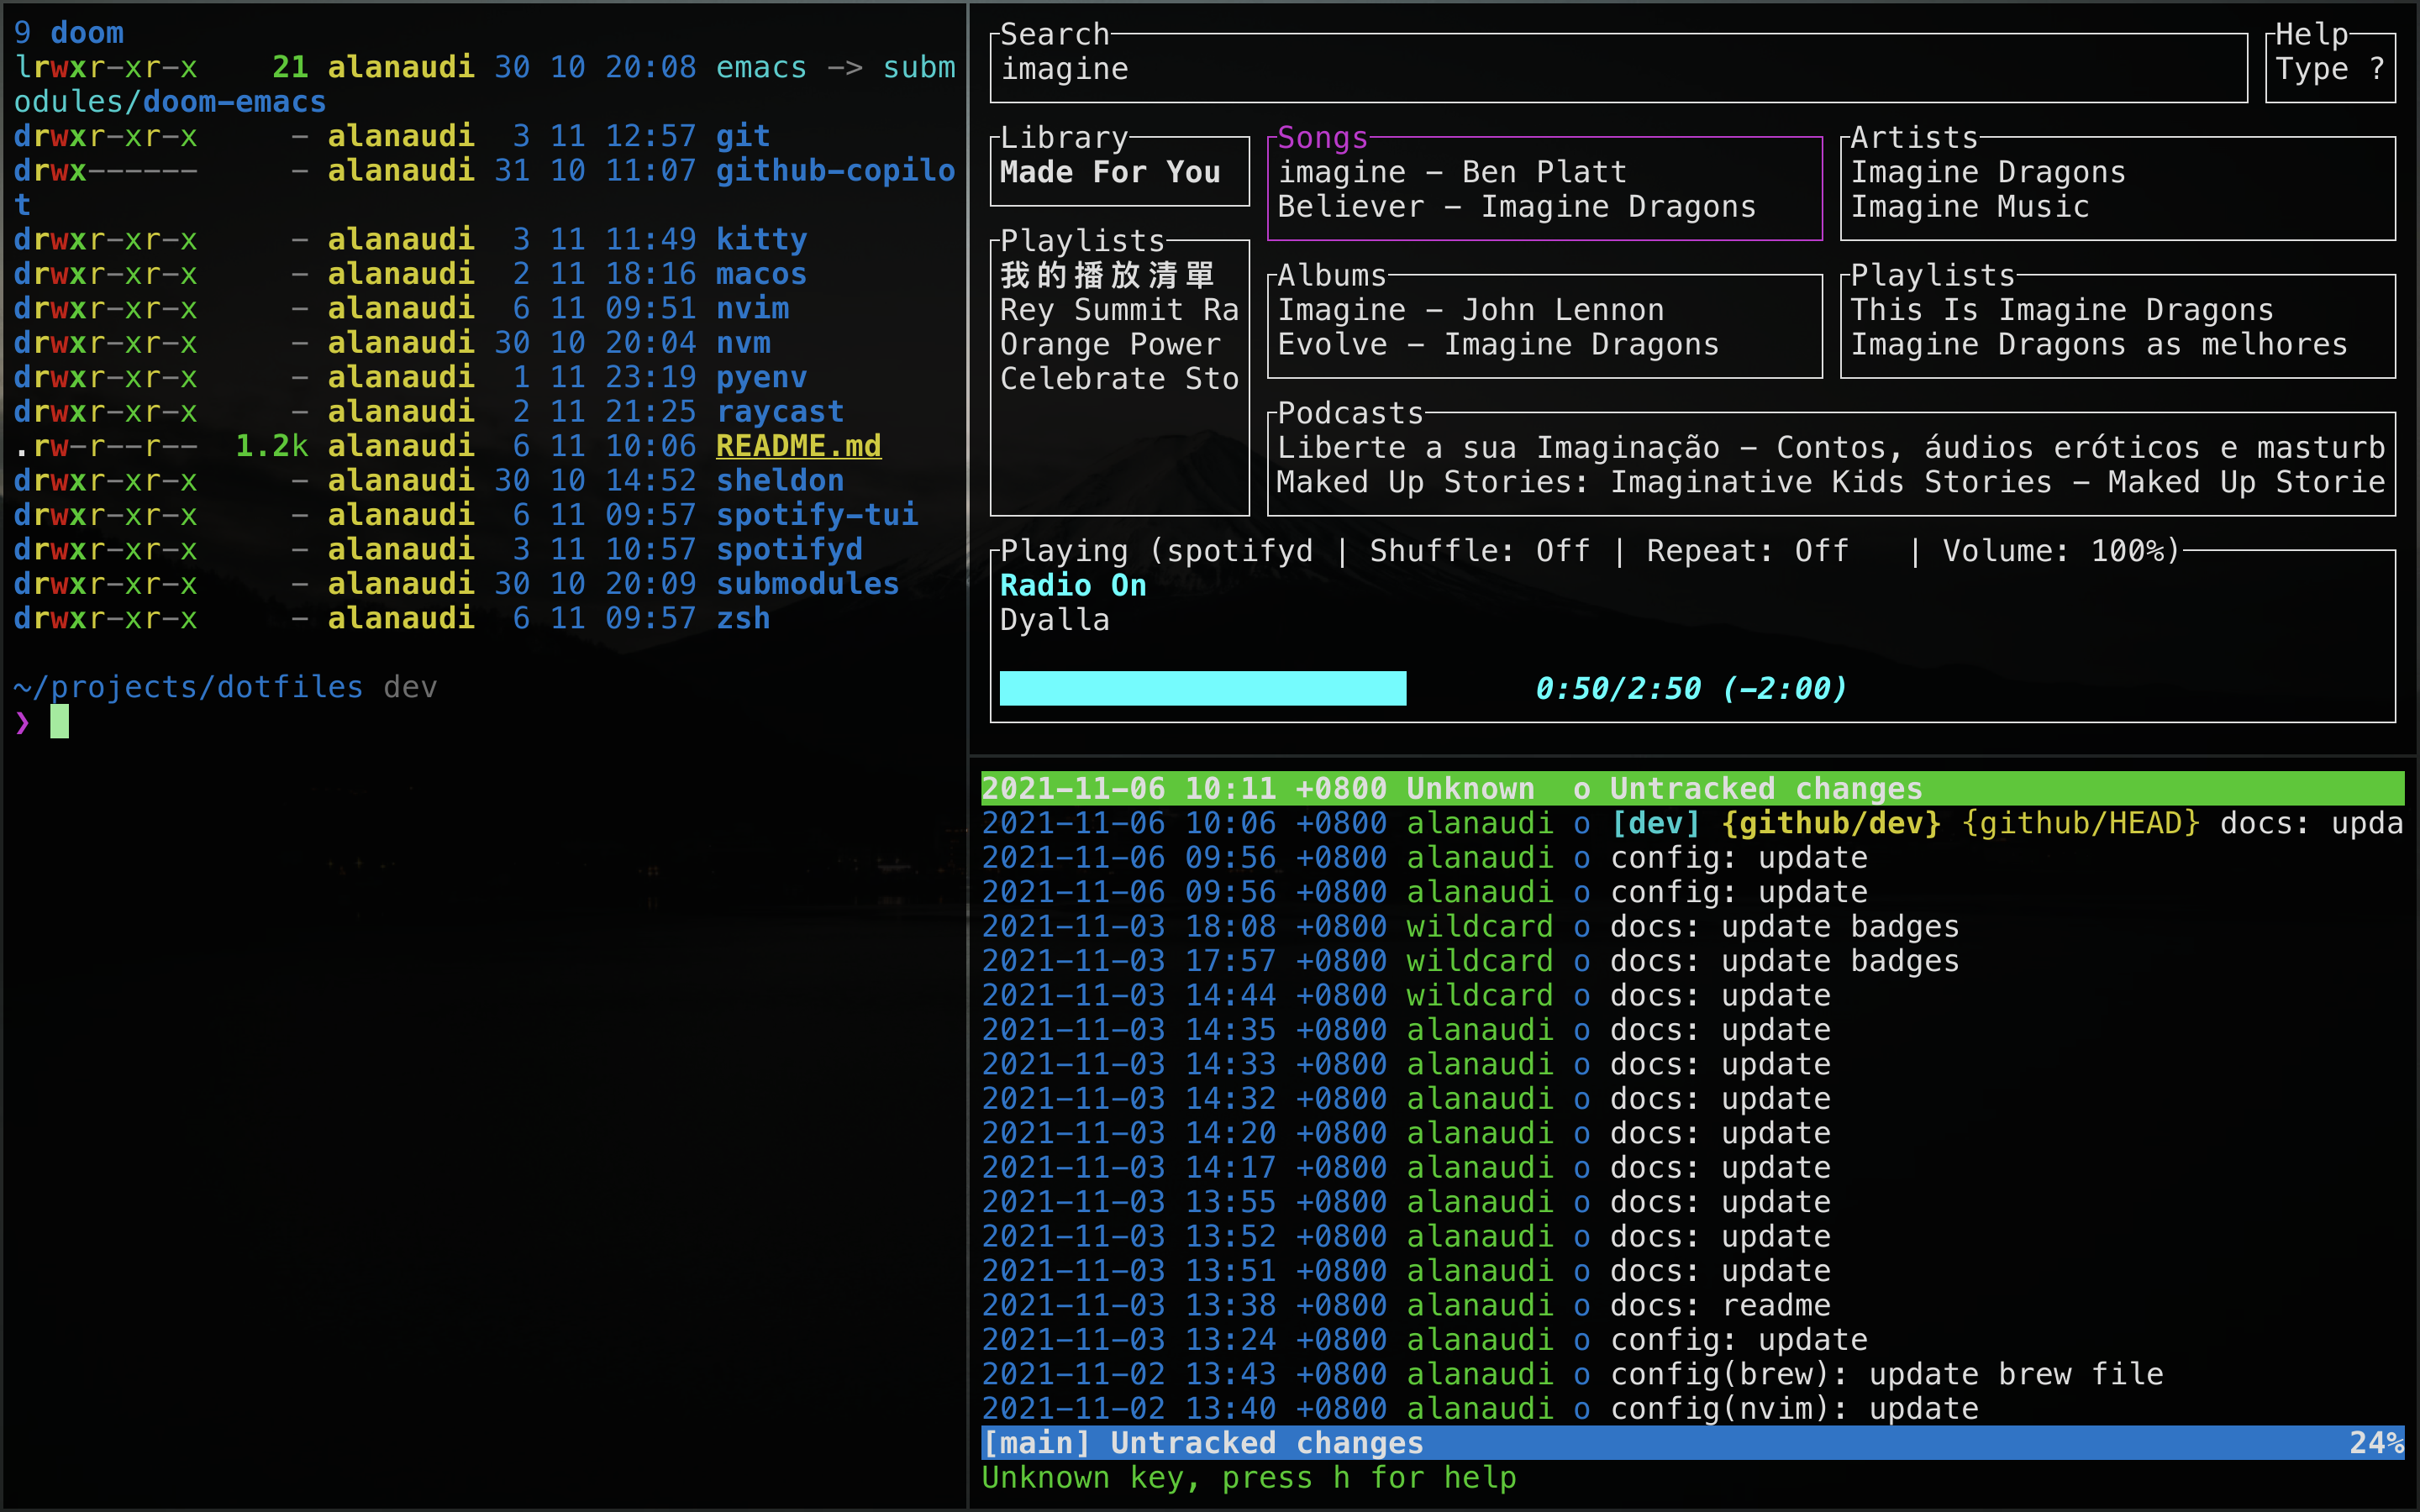 9 doom
lrwxr-xr-x 21 alanaudi 30 10 20:08 emacs -> subm
odules/doom-emacs
drwxr-xr-x - alanaudi 3 11 12:57 git
drwx------ - alanaudi 31 10 11:07 github-copilo
t
drwxr-xr-x - alanaudi 3 11 11:49 kitty
drwxr-xr-x - alanaudi 2 11 18:16 macos
drwxr-xr-x - alanaudi 6 11 09:51 nvim
drwxr-xr-x - alanaudi 30 10 20:04 nvm
drwxr-xr-x - alanaudi 1 11 23:19 pyenv
drwxr-xr-x - alanaudi 2 11 21:25 raycast
.rw-r--r-- 1.2k alanaudi 6 11 10:06 README.md
drwxr-xr-x - alanaudi 30 10 14:52 sheldon
drwxr-xr-x - alanaudi 6 11 09:57 spotify-tui
drwxr-xr-x - alanaudi 3 11 10:57 spotifyd
drwxr-xr-x - alanaudi 30 10 20:09 submodules
drwxr-xr-x - alanaudi 6 11 09:57 zsh
~/projects/dotfiles dev
❯
Search
imagine
Help
Type ?
Library
Made For You
Playlists
我的播放清單
Rey Summit Ra
Orange Power
Celebrate Sto
Songs
imagine - Ben Platt
Believer - Imagine Dragons
Artists
Imagine Dragons
Imagine Music
Albums
Imagine - John Lennon
Evolve - Imagine Dragons
Playlists
This Is Imagine Dragons
Imagine Dragons as melhores
Podcasts
Liberte a sua Imaginação - Contos, áudios eróticos e masturb
Maked Up Stories: Imaginative Kids Stories - Maked Up Storie
Playing (spotifyd | Shuffle: Off | Repeat: Off | Volume: 100%)
Radio On
Dyalla
0:50/2:50 (-2:00)
2021-11-06 10:11 +0800 Unknown o Untracked changes
2021-11-06 10:06 +0800 alanaudi o [dev] {github/dev} {github/HEAD} docs: upda
2021-11-06 09:56 +0800 alanaudi o config: update
2021-11-06 09:56 +0800 alanaudi o config: update
2021-11-03 18:08 +0800 wildcard o docs: update badges
2021-11-03 17:57 +0800 wildcard o docs: update badges
2021-11-03 14:44 +0800 wildcard o docs: update
2021-11-03 14:35 +0800 alanaudi o docs: update
2021-11-03 14:33 +0800 alanaudi o docs: update
2021-11-03 14:32 +0800 alanaudi o docs: update
2021-11-03 14:20 +0800 alanaudi o docs: update
2021-11-03 14:17 +0800 alanaudi o docs: update
2021-11-03 13:55 +0800 alanaudi o docs: update
2021-11-03 13:52 +0800 alanaudi o docs: update
2021-11-03 13:51 +0800 alanaudi o docs: update
2021-11-03 13:38 +0800 alanaudi o docs: readme
2021-11-03 13:24 +0800 alanaudi o config: update
2021-11-02 13:43 +0800 alanaudi o config(brew): update brew file
2021-11-02 13:40 +0800 alanaudi o config(nvim): update
[main] Untracked changes 24%
Unknown key, press h for help